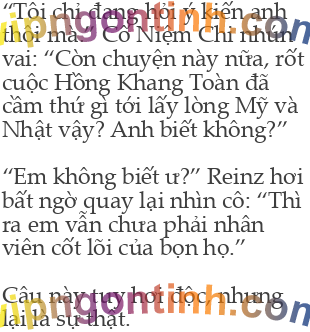 “Tôi chỉ đang hỏi ý kiến anh
thôi mà.” Cố Niệm Chi nhún
vai: “Còn chuyện này nữa, rốt
cuộc Hồng Khang Toàn đã
cầm thứ gì tới lấy lòng Mỹ và
Nhật vậy? Anh biết không?”
“Em không biết ư?” Reinz hơi
bất ngờ quay lại nhìn cô: “Thì
ra em vẫn chưa phải nhân
viên cốt lõi của bọn họ.”
Câu này tuy hơi độc, nhưng
lại là sự thật.
vipngontinh.com
vipngontinh.com